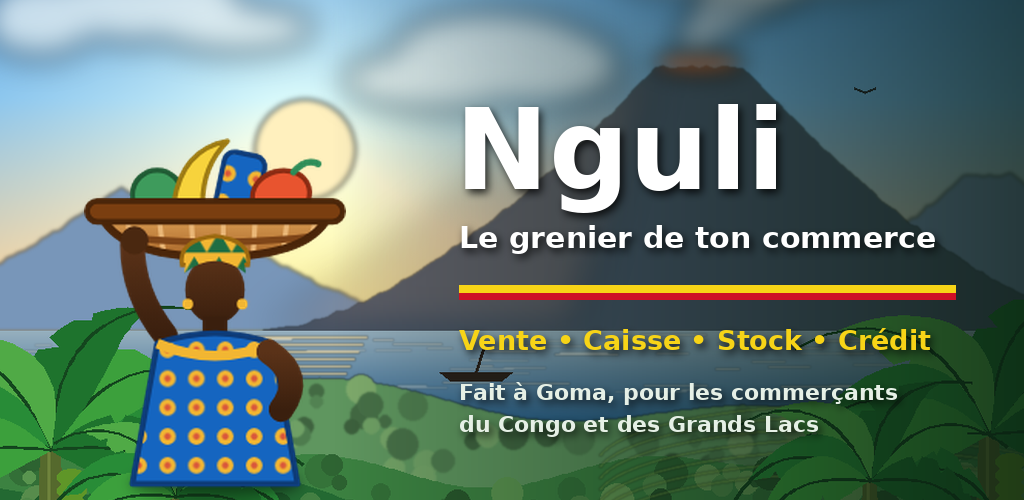 Nguli
Le grenier de ton commerce
Vente • Caisse • Stock • Crédit
Fait à Goma, pour les commerçants
du Congo et des Grands Lacs